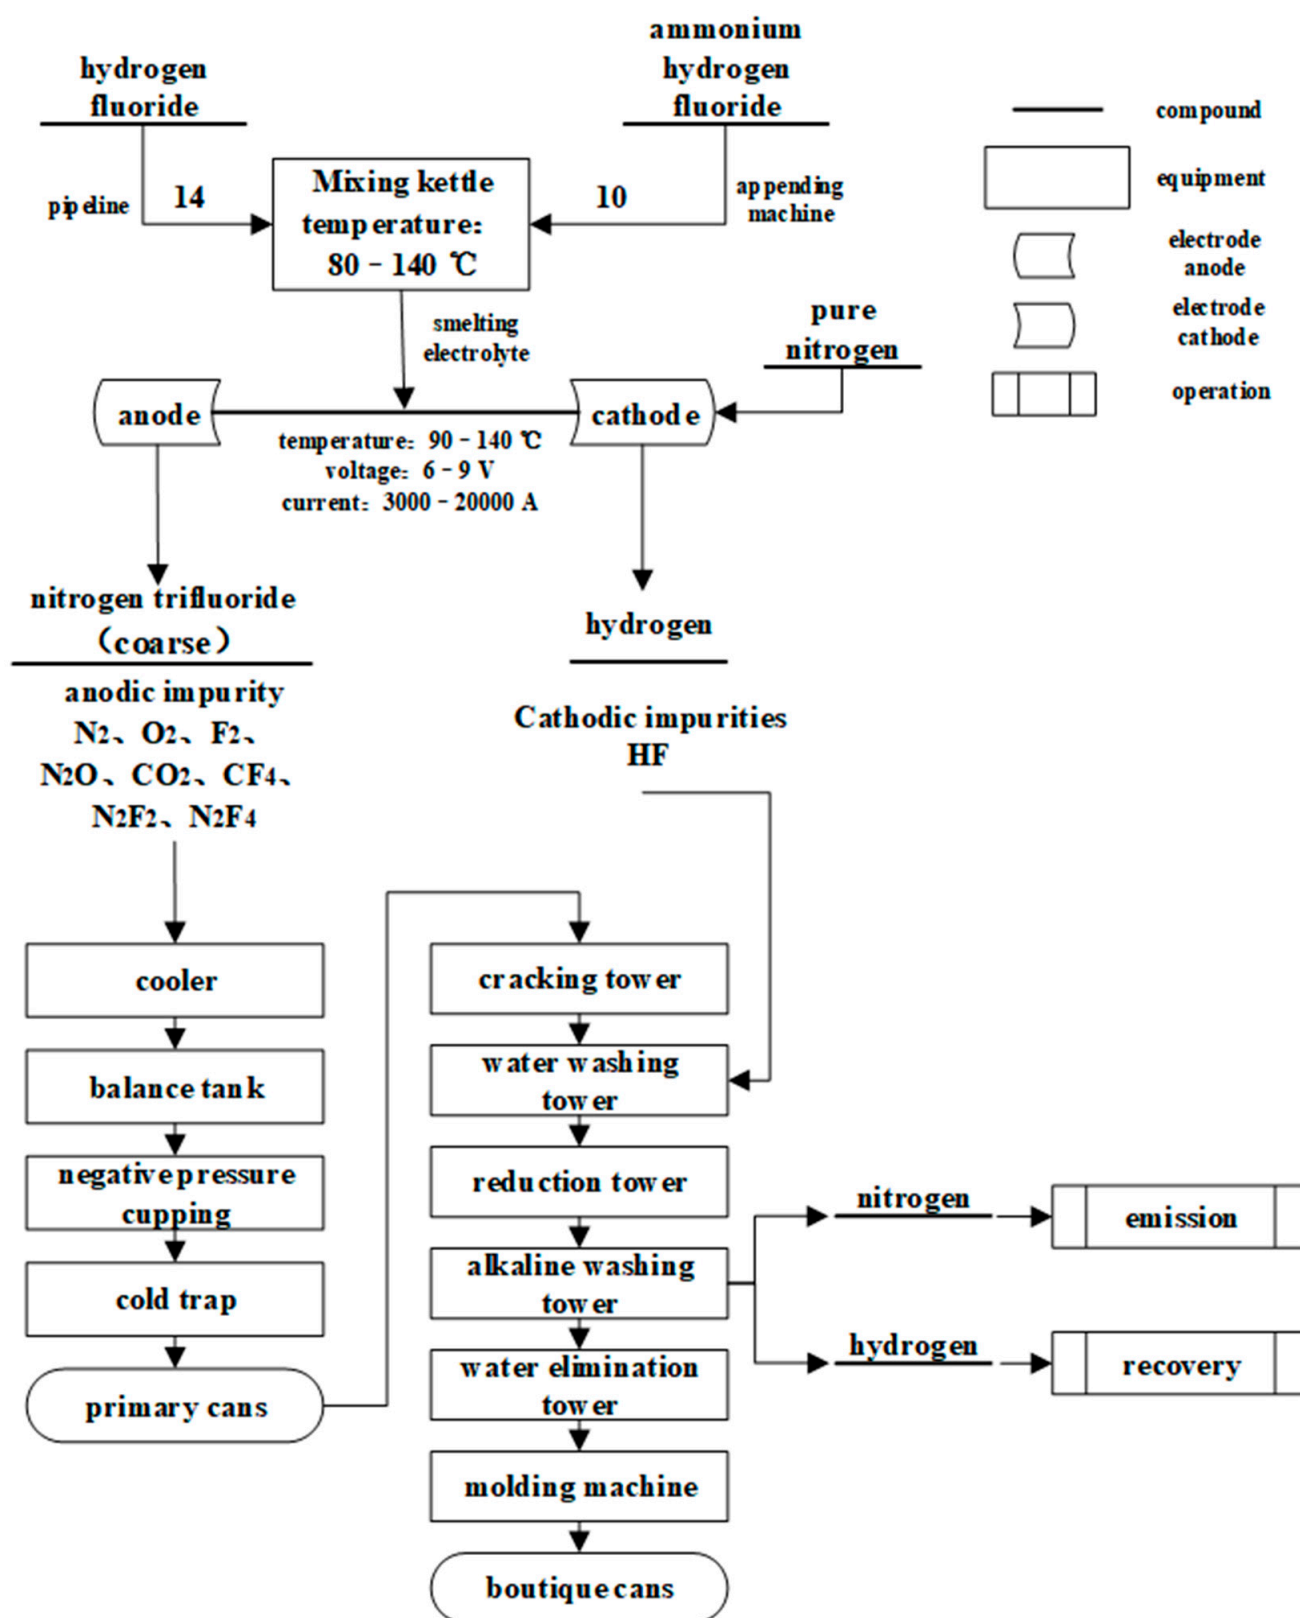 hydrogen
fluoride
ammonium
hydrogen
fluoride
pipeline
14
Mixing kettle
temperature:
80 - 140 ℃
10
appending
machine
compound
equipment
electrode
anode
electrode
cathode
operation
smelting
electrolyte
pure
nitrogen
anode
cathode
temperature: 90 - 140 ℃
voltage: 6 - 9 V
current: 3000 - 20000 A
nitrogen trifluoride
(coarse)
anodic impurity
N2、O2、F2、
N2O、CO2、CF4、
N2F2、N2F4
hydrogen
Cathodic impurities
HF
cooler
balance tank
negative pressure
cupping
cold trap
primary cans
cracking tower
water washing
tower
reduction tower
alkaline washing
tower
water elimination
tower
molding machine
boutique cans
nitrogen
emission
hydrogen
recovery